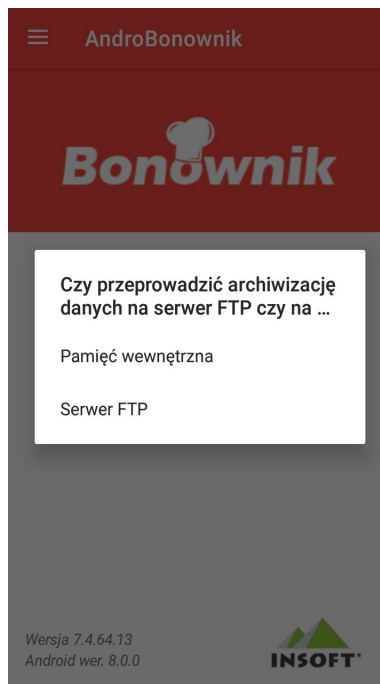 AndroBonownik
Bonownik
Czy przeprowadzić archiwizację
danych na serwer FTP czy na ...
Pamięć wewnętrzna
Serwer FTP
Wersja 7.4.64.13
Android wer. 8.0.0
INSOFT